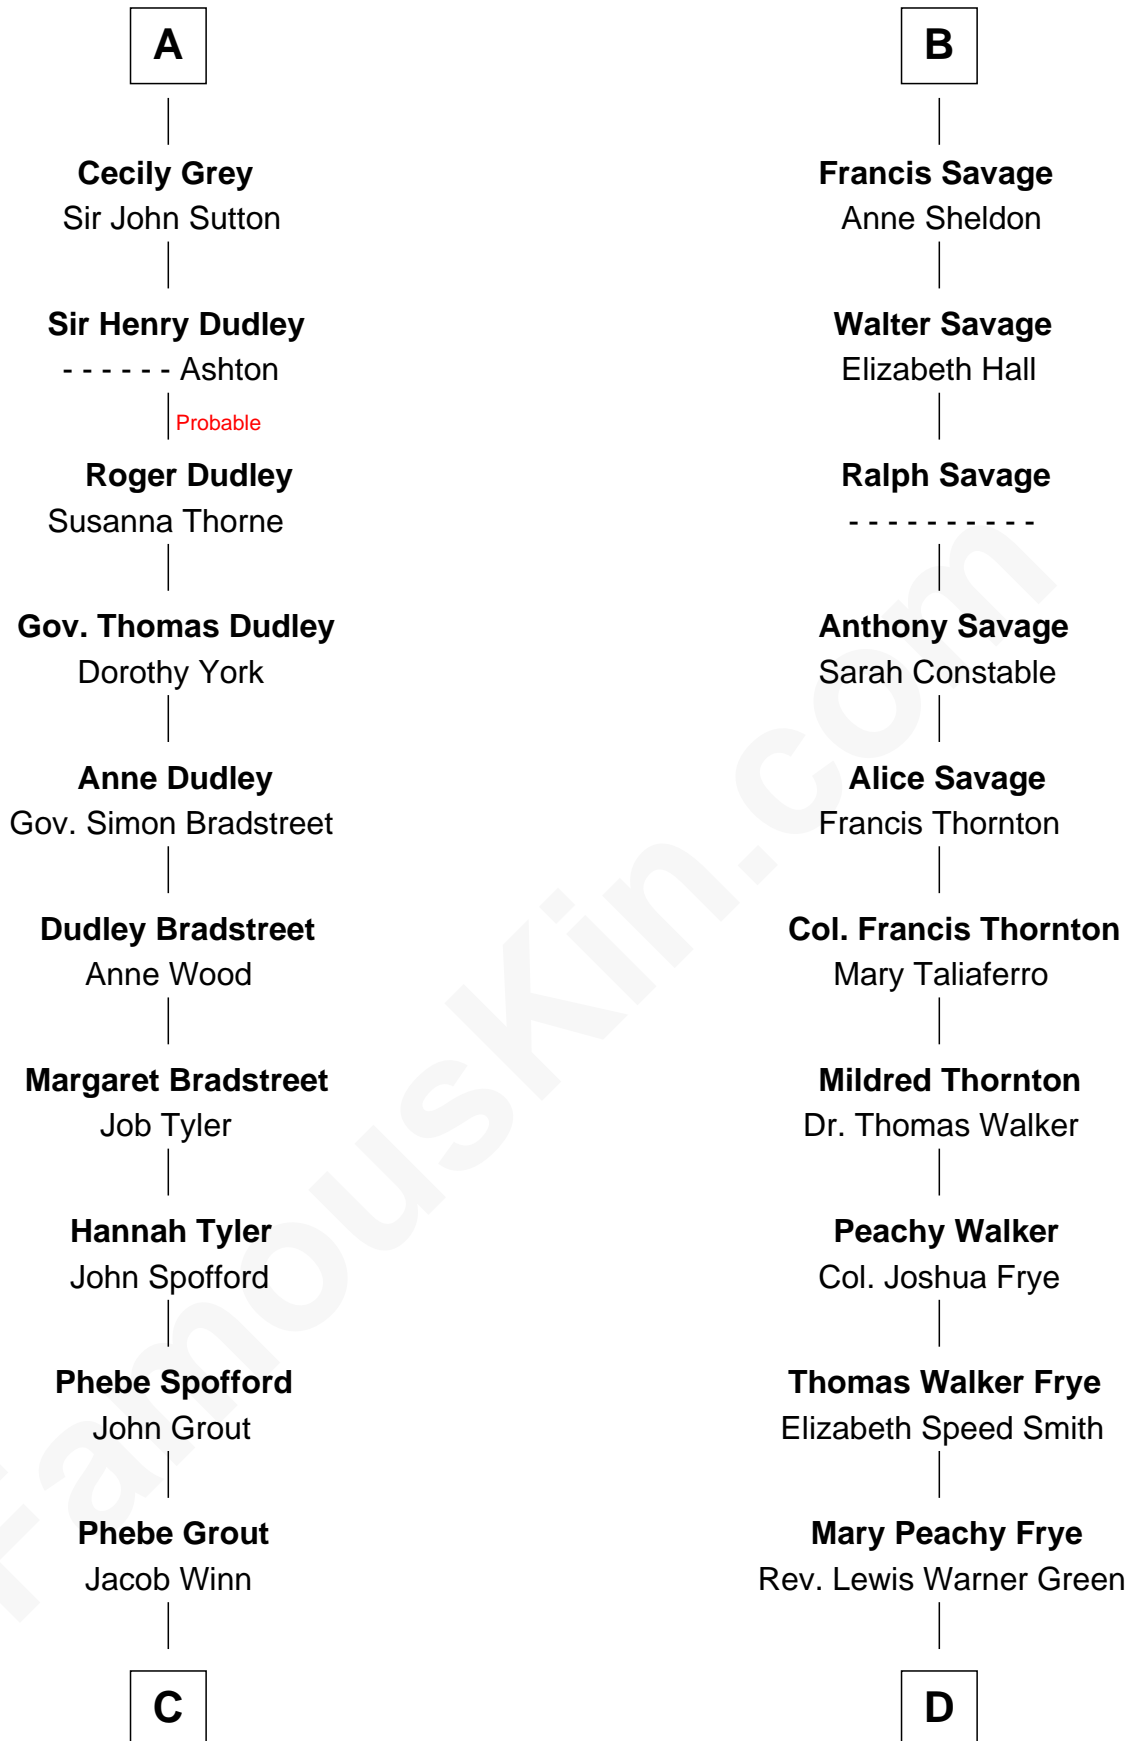 A
Cecily Grey
Sir John Sutton
Sir Henry Dudley
- - - - - - Ashton
Probable
Roger Dudley
Susanna Thorne
Gov. Thomas Dudley
Dorothy York
Anne Dudley
Gov. Simon Bradstreet
Dudley Bradstreet
Anne Wood
Margaret Bradstreet
Job Tyler
Hannah Tyler
John Spofford
Phebe Spofford
John Grout
Phebe Grout
Jacob Winn
C
B
Francis Savage
Anne Sheldon
Walter Savage
Elizabeth Hall
Ralph Savage
- - - - - - - - - -
Anthony Savage
Sarah Constable
Alice Savage
Francis Thornton
Col. Francis Thornton
Mary Taliaferro
Mildred Thornton
Dr. Thomas Walker
Peachy Walker
Col. Joshua Frye
Thomas Walker Frye
Elizabeth Speed Smith
Mary Peachy Frye
Rev. Lewis Warner Green
D
FamousKin.com